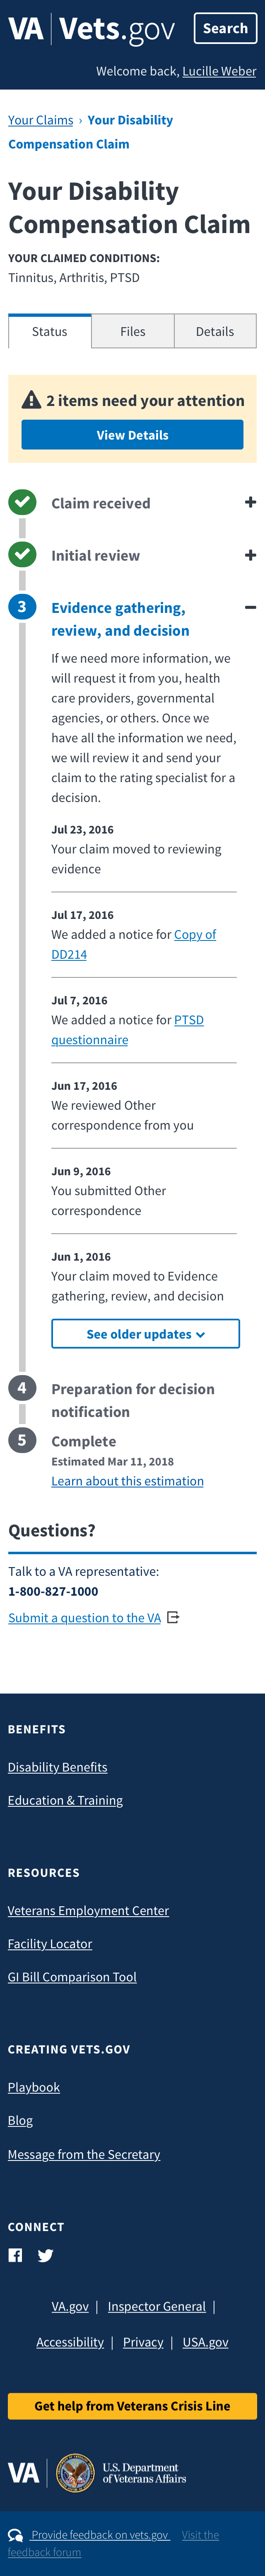 VA Vets.gov Search
Welcome back, Lucille Weber
Your Claims › Your Disability
Compensation Claim
Your Disability
Compensation Claim
YOUR CLAIMED CONDITIONS:
Tinnitus, Arthritis, PTSD
Status Files Details
2 items need your attention
View Details
Claim received
Initial review
3 Evidence gathering,
review, and decision
If we need more information, we
will request it from you, health
care providers, governmental
agencies, or others. Once we
have all the information we need,
we will review it and send your
claim to the rating specialist for a
decision.
Jul 23, 2016
Your claim moved to reviewing
evidence
Jul 17, 2016
We added a notice for Copy of
DD214
Jul 7, 2016
We added a notice for PTSD
questionnaire
Jun 17, 2016
We reviewed Other
correspondence from you
Jun 9, 2016
You submitted Other
correspondence
Jun 1, 2016
Your claim moved to Evidence
gathering, review, and decision
See older updates
4 Preparation for decision
notification
5 Complete
Estimated Mar 11, 2018
Learn about this estimation
Questions?
Talk to a VA representative:
1-800-827-1000
Submit a question to the VA
BENEFITS
Disability Benefits
Education & Training
RESOURCES
Veterans Employment Center
Facility Locator
GI Bill Comparison Tool
CREATING VETS.GOV
Playbook
Blog
Message from the Secretary
CONNECT
VA.gov | Inspector General |
Accessibility | Privacy | USA.gov
Get help from Veterans Crisis Line
VA U.S. Department
of Veterans Affairs
Provide feedback on vets.gov Visit the
feedback forum